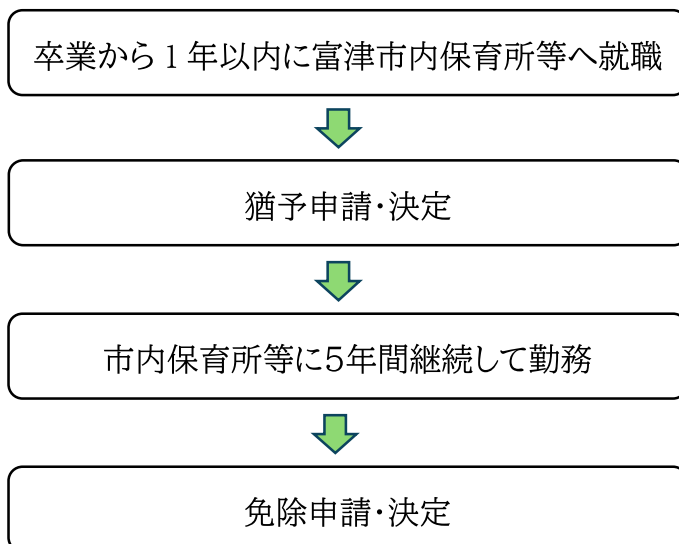 卒業から１年以内に富津市内保育所等へ就職
猶予申請・決定
市内保育所等に5年間継続して勤務
免除申請・決定